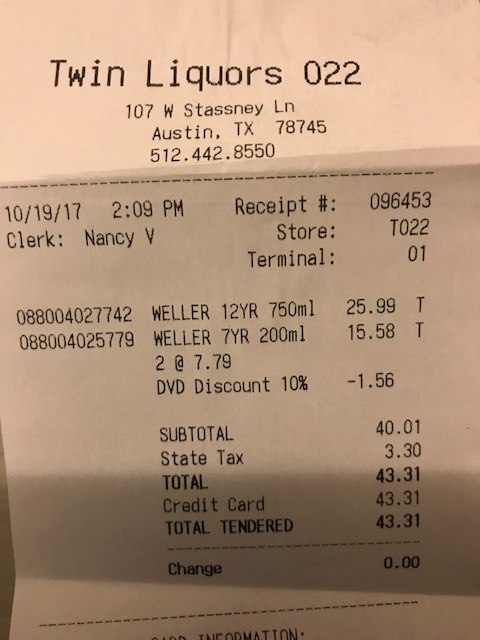 Twin Liquors 022
107 W Stassney Ln
Austin, TX 78745
512.442.8550
10/19/17 2:09 PM Receipt #: 096453
Clerk: Nancy V Store: T022
Terminal: 01
088004027742 WELLER 12YR 750ml 25.99 T
088004025779 WELLER 7YR 200ml 15.58 T
2 @ 7.79
DVD Discount 10% -1.56
SUBTOTAL 40.01
State Tax 3.30
TOTAL 43.31
Credit Card 43.31
TOTAL TENDERED 43.31
Change 0.00
CARD INFORMATION: